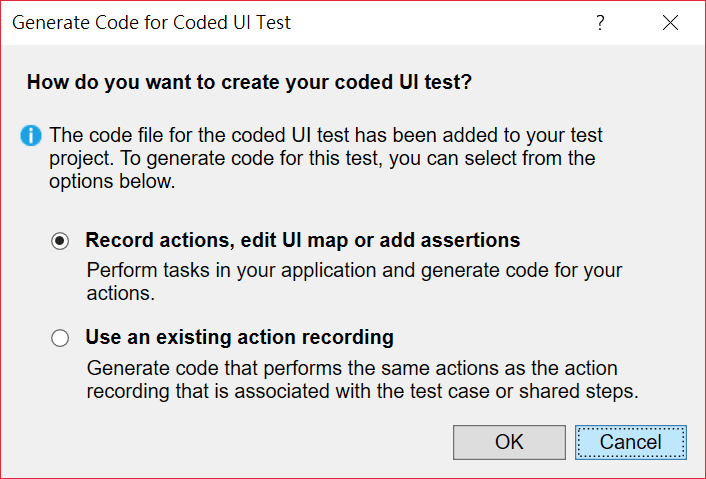 Generate Code for Coded UI Test
How do you want to create your coded UI test?
The code file for the coded UI test has been added to your test
project. To generate code for this test, you can select from the
options below.
Record actions, edit UI map or add assertions
Perform tasks in your application and generate code for your
actions.
Use an existing action recording
Generate code that performs the same actions as the action
recording that is associated with the test case or shared steps.
OK Cancel